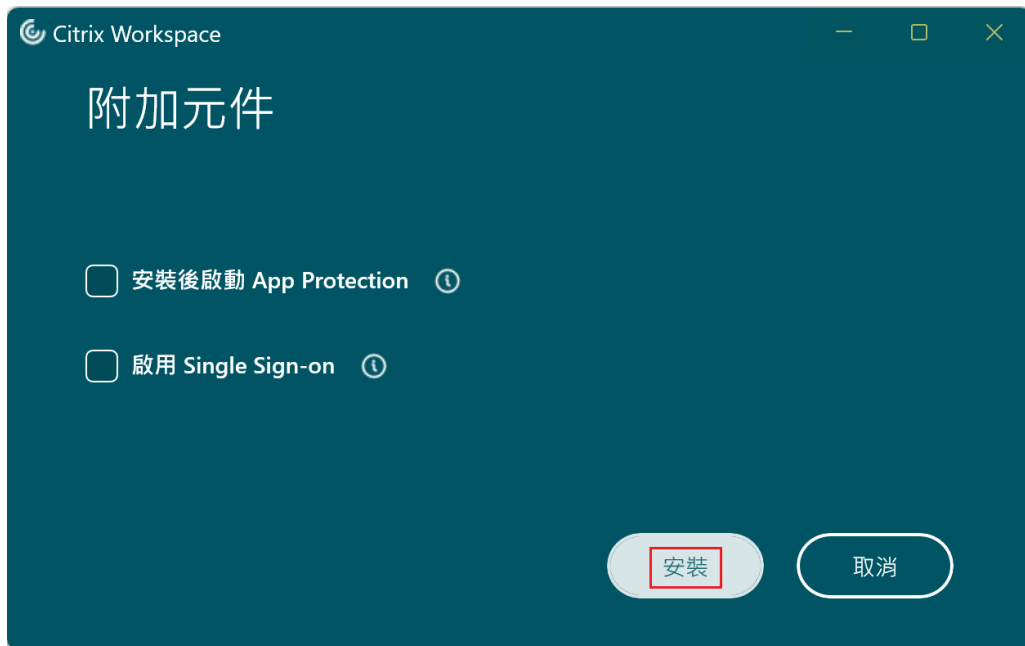 Citrix Workspace
附加元件
安裝後啟動 App Protection
啟用 Single Sign-on
安裝
取消